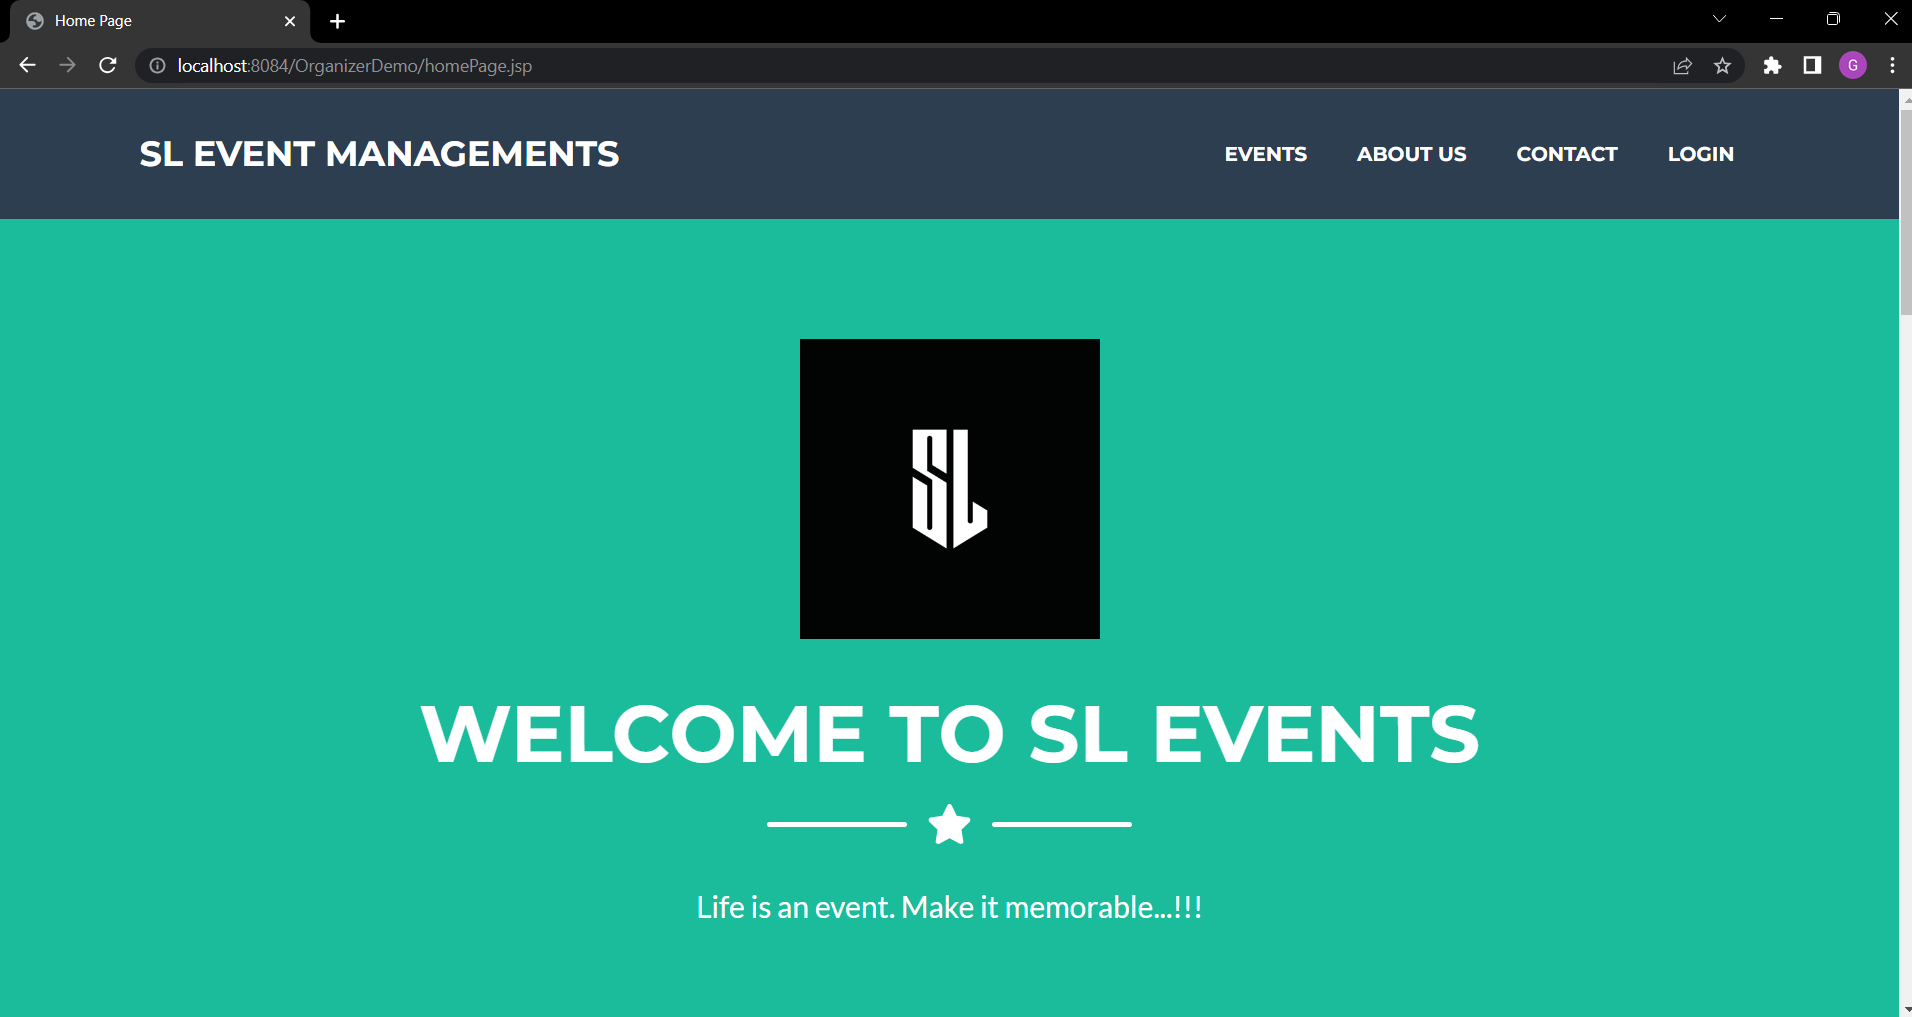 Home Page
localhost:8084/OrganizerDemo/homePage.jsp
G
SL EVENT MANAGEMENTS
EVENTS ABOUT US CONTACT LOGIN
SL
WELCOME TO SL EVENTS
Life is an event. Make it memorable...!!!